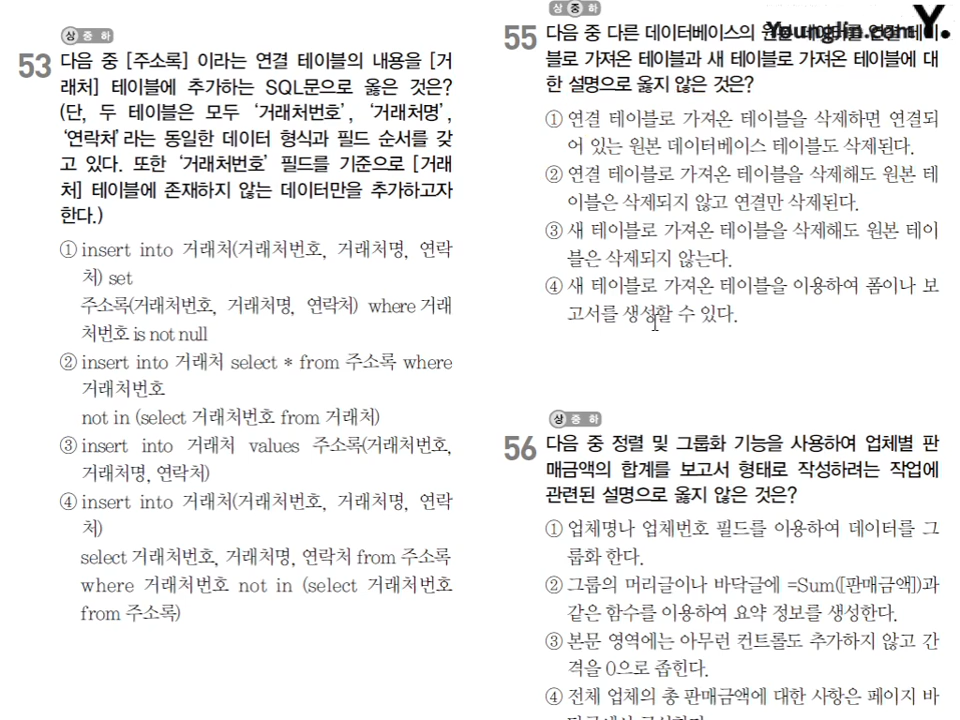 상 중 하
53 다음 중 [주소록] 이라는 연결 테이블의 내용을 [거
래처] 테이블에 추가하는 SQL문으로 옳은 것은?
(단, 두 테이블은 모두 ‘거래처번호’, ‘거래처명’,
‘연락처’라는 동일한 데이터 형식과 필드 순서를 갖
고 있다. 또한 ‘거래처번호’ 필드를 기준으로 [거래
처] 테이블에 존재하지 않는 데이터만을 추가하고자
한다.)
① insert into 거래처(거래처번호, 거래처명, 연락
처) set
주소록(거래처번호, 거래처명, 연락처) where 거래
처번호 is not null
② insert into 거래처 select * from 주소록 where
거래처번호
not in (select 거래처번호 from 거래처)
③ insert into 거래처 values 주소록(거래처번호,
거래처명, 연락처)
④ insert into 거래처(거래처번호, 거래처명, 연락
처)
select 거래처번호, 거래처명, 연락처 from 주소록
where 거래처번호 not in (select 거래처번호
from 주소록)
상 중 하
Younglin.com Y.
55 다음 중 다른 데이터베이스의 원본 데이터를 연결 테이
블로 가져온 테이블과 새 테이블로 가져온 테이블에 대
한 설명으로 옳지 않은 것은?
① 연결 테이블로 가져온 테이블을 삭제하면 연결되
어 있는 원본 데이터베이스 테이블도 삭제된다.
② 연결 테이블로 가져온 테이블을 삭제해도 원본 테
이블은 삭제되지 않고 연결만 삭제된다.
③ 새 테이블로 가져온 테이블을 삭제해도 원본 테이
블은 삭제되지 않는다.
④ 새 테이블로 가져온 테이블을 이용하여 폼이나 보
고서를 생성할 수 있다.
상 중 하
56 다음 중 정렬 및 그룹화 기능을 사용하여 업체별 판
매금액의 합계를 보고서 형태로 작성하려는 작업에
관련된 설명으로 옳지 않은 것은?
① 업체명나 업체번호 필드를 이용하여 데이터를 그
룹화 한다.
② 그룹의 머리글이나 바닥글에 =Sum([판매금액])과
같은 함수를 이용하여 요약 정보를 생성한다.
③ 본문 영역에는 아무런 컨트롤도 추가하지 않고 간
격을 0으로 좁힌다.
④ 전체 업체의 총 판매금액에 대한 사항은 페이지 바